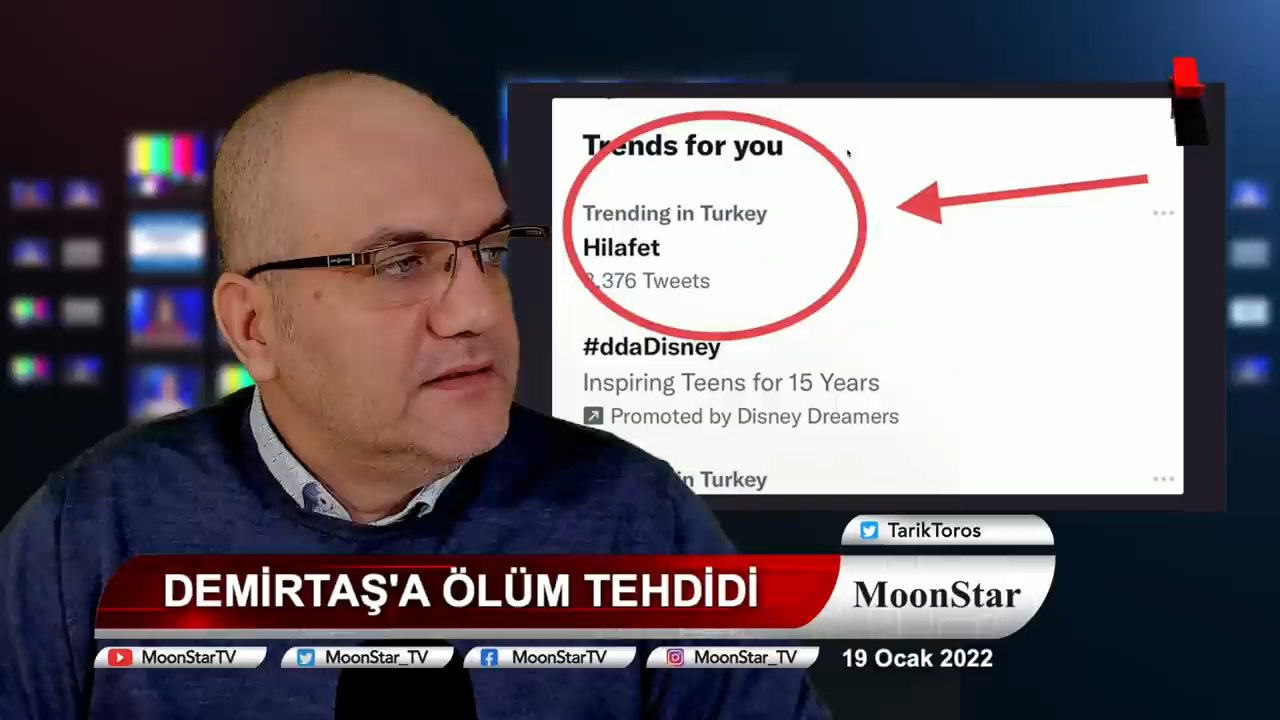 Trends for you
Trending in Turkey
Hilafet
,376 Tweets
#ddaDisney
Inspiring Teens for 15 Years
Promoted by Disney Dreamers
in Turkey
TarikToros
DEMİRTAŞ'A ÖLÜM TEHDİDİ
MoonStar
MoonStarTV
MoonStar_TV
MoonStarTV
MoonStar_TV
19 Ocak 2022